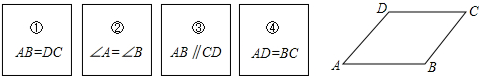 ① ② ③ ④
AB=DC ∠A=∠B AB∥CD AD=BC
D C
A B